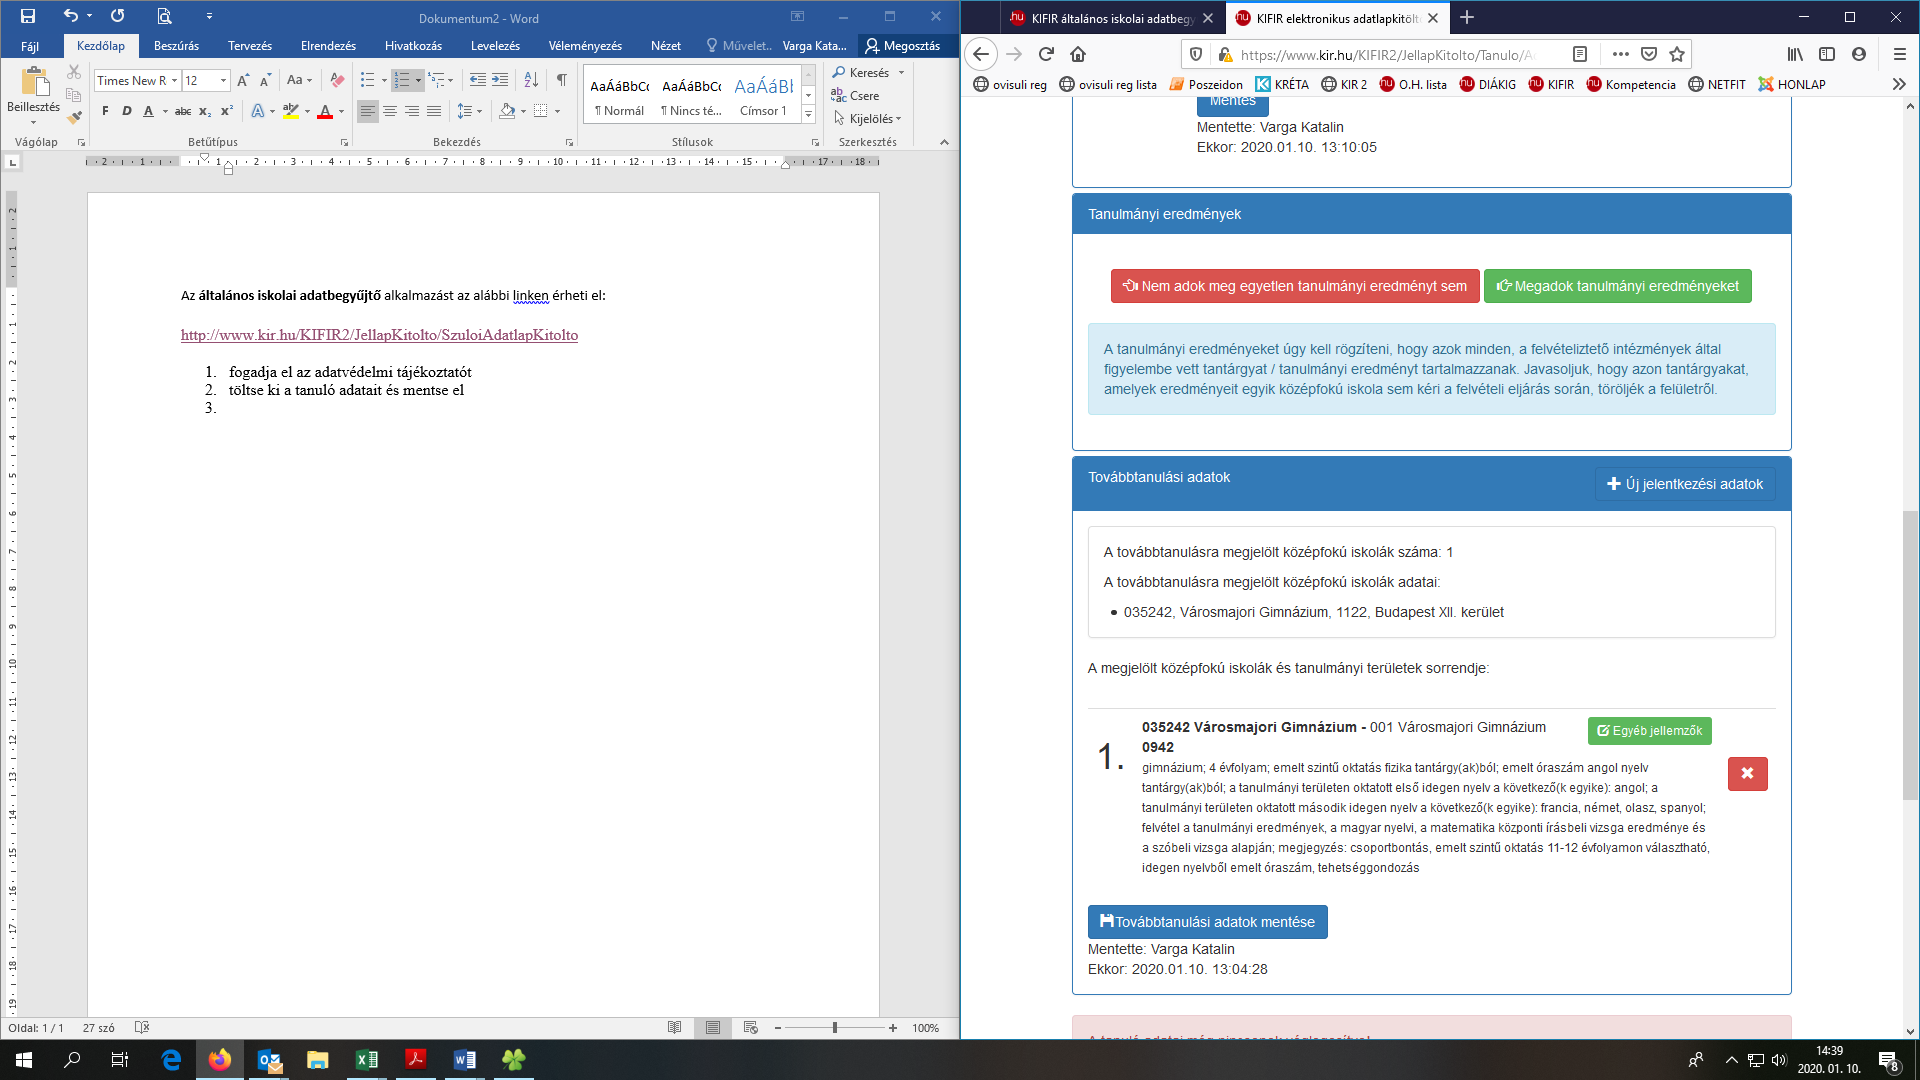 Dokumentum2 - Word
Fájl
Kezdőlap
Beszúrás
Tervezés
Elrendezés
Hivatkozás
Levelezés
Véleményezés
Nézet
Művelet...
Varga Kata...
Megosztás
Beillesztés
Times New R
12
Aa
F D A abc x₂ x²
AaÁáBbCc
AaÁáBbCc
AaÁáBb
¶ Normál
¶ Nincs té...
Címsor 1
Keresés
Csere
Kijelölés
Vágólap
Betűtípus
Bekezdés
Stílusok
Szerkesztés
Az általános iskolai adatbegyűjtő alkalmazást az alábbi linken érheti el:
http://www.kir.hu/KIFIR2/JellapKitolto/SzuloiAdatlapKitolto
1. fogadja el az adatvédelmi tájékoztatót
2. töltse ki a tanuló adatait és mentse el
3.
Oldal: 1 / 1
27 szó
100%
KIFIR általános iskolai adatbegy
KIFIR elektronikus adatlapkitölt
https://www.kir.hu/KIFIR2/JellapKitolto/Tanulo/A
ovisuli reg
ovisuli reg lista
Poszeidon
KRÉTA
KIR 2
O.H. lista
DIÁKIG
KIFIR
Kompetencia
NETFIT
HONLAP
Mentés
Mentette: Varga Katalin
Ekkor: 2020.01.10. 13:10:05
Tanulmányi eredmények
Nem adok meg egyetlen tanulmányi eredményt sem
Megadok tanulmányi eredményeket
A tanulmányi eredményeket úgy kell rögzíteni, hogy azok minden, a felvételiztető intézmények által
figyelembe vett tantárgyat / tanulmányi eredményt tartalmazzanak. Javasoljuk, hogy azon tantárgyakat,
amelyek eredményeit egyik középfokú iskola sem kéri a felvételi eljárás során, töröljék a felületről.
Továbbtanulási adatok
Új jelentkezési adatok
A továbbtanulásra megjelölt középfokú iskolák száma: 1
A továbbtanulásra megjelölt középfokú iskolák adatai:
• 035242, Városmajori Gimnázium, 1122, Budapest XII. kerület
A megjelölt középfokú iskolák és tanulmányi területek sorrendje:
1.
035242 Városmajori Gimnázium - 001 Városmajori Gimnázium
0942
Egyéb jellemzők
gimnázium; 4 évfolyam; emelt szintű oktatás fizika tantárgy(ak)ból; emelt óraszám angol nyelv
tantárgy(ak)ból; a tanulmányi területen oktatott első idegen nyelv a következő(k egyike): angol; a
tanulmányi területen oktatott második idegen nyelv a következő(k egyike): francia, német, olasz, spanyol;
felvétel a tanulmányi eredmények, a magyar nyelvi, a matematika központi írásbeli vizsga eredménye és
a szóbeli vizsga alapján; megjegyzés: csoportbontás, emelt szintű oktatás 11-12 évfolyamon választható,
idegen nyelvből emelt óraszám, tehetséggondozás
Továbbtanulási adatok mentése
Mentette: Varga Katalin
Ekkor: 2020.01.10. 13:04:28
14:39
2020. 01. 10.
8